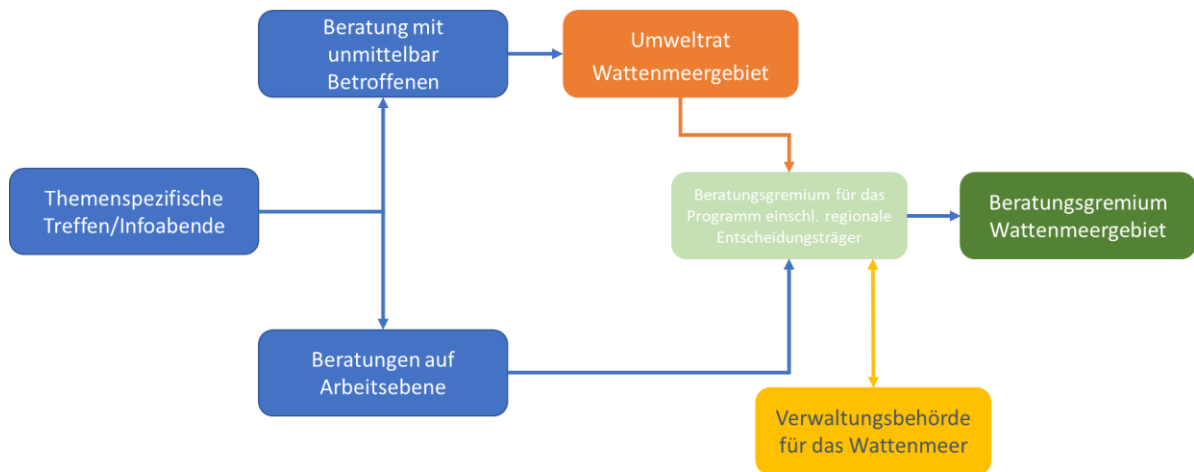 Beratung mit
unmittelbar
Betroffenen
Umweltrat
Wattenmeergebiet
Themenspezifische
Treffen/Infoabende
Beratungsgremium für das
Programm einschl. regionale
Entscheidungsträger
Beratungsgremium
Wattenmeergebiet
Beratungen auf
Arbeitsebene
Verwaltungsbehörde
für das Wattenmeer